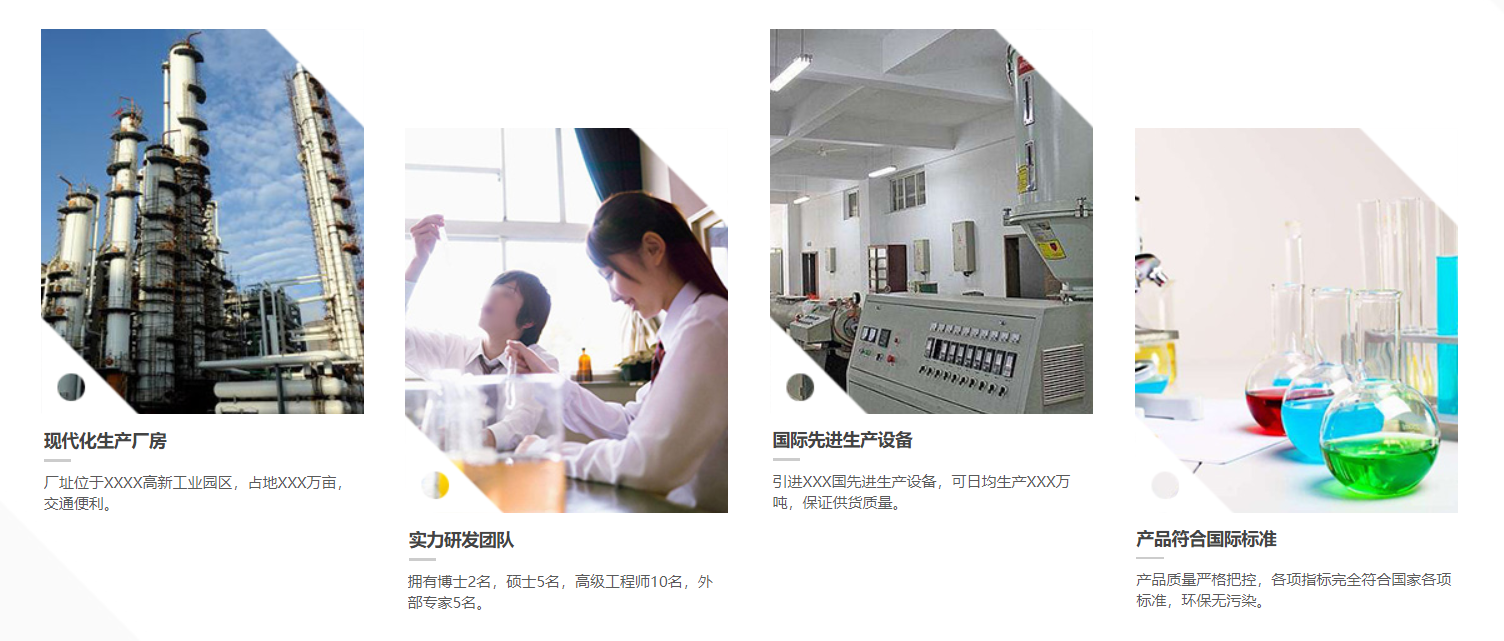 现代化生产厂房
厂址位于XXXX高新工业园区，占地XXX万亩，
交通便利。
实力研发团队
拥有博士2名，硕士5名，高级工程师10名，外
部专家5名。
国际先进生产设备
引进XXX国先进生产设备，可日均生产XXX万
吨，保证供货质量。
产品符合国际标准
产品质量严格把控，各项指标完全符合国家各项
标准，环保无污染。